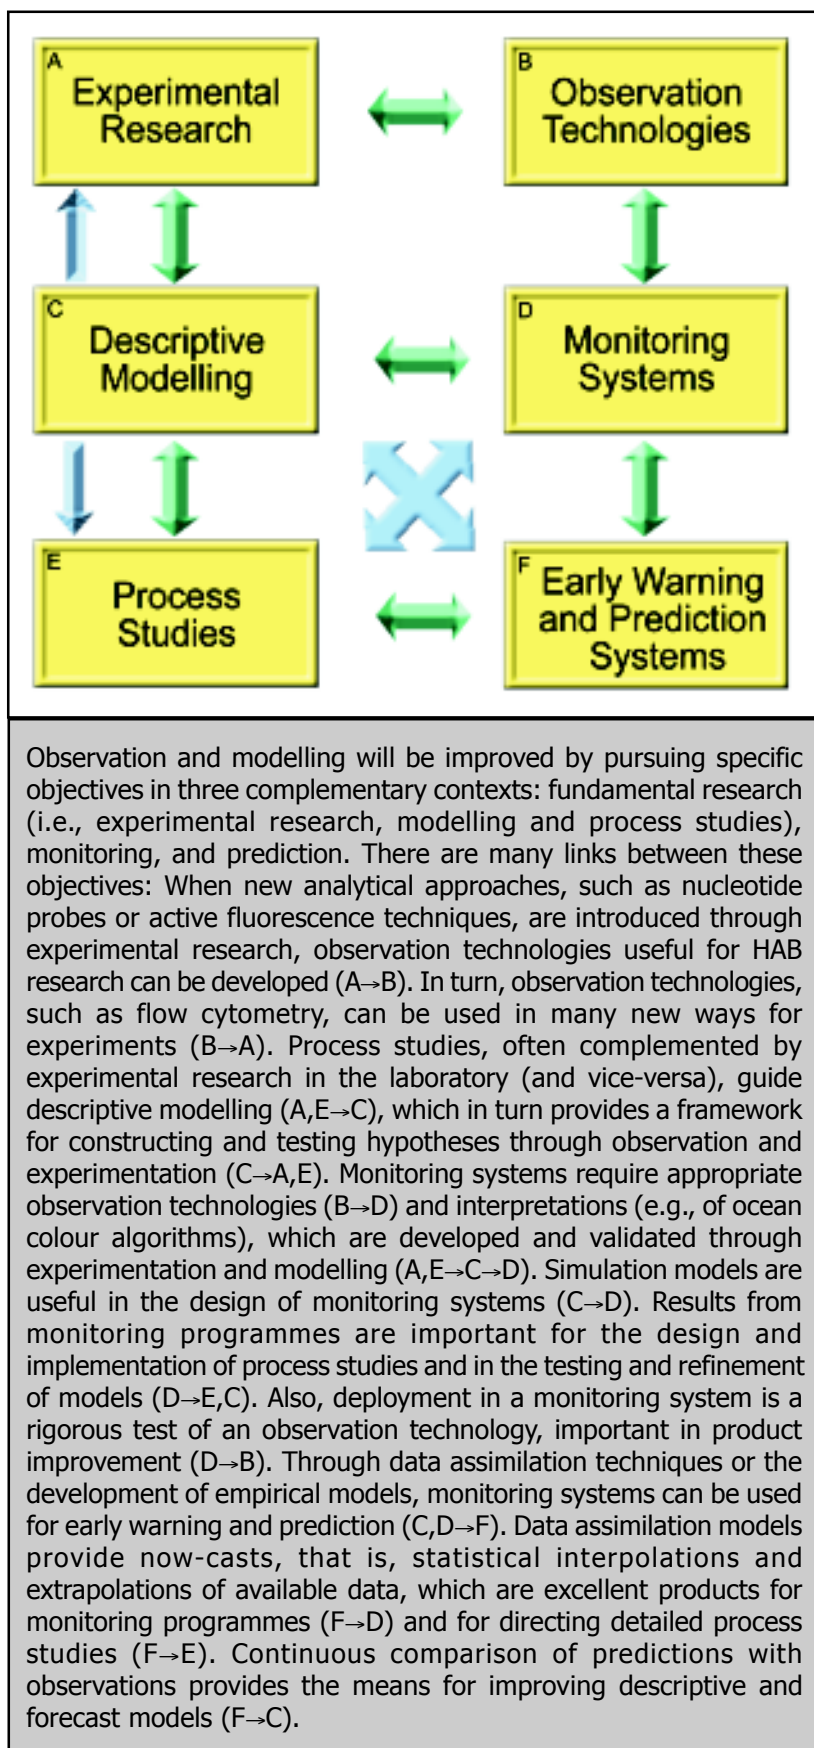 A
Experimental
Research
B
Observation
Technologies
C
Descriptive
Modelling
D
Monitoring
Systems
E
Process
Studies
F
Early Warning
and Prediction
Systems
Observation and modelling will be improved by pursuing specific
objectives in three complementary contexts: fundamental research
(i.e., experimental research, modelling and process studies),
monitoring, and prediction. There are many links between these
objectives: When new analytical approaches, such as nucleotide
probes or active fluorescence techniques, are introduced through
experimental research, observation technologies useful for HAB
research can be developed (A→B). In turn, observation technologies,
such as flow cytometry, can be used in many new ways for
experiments (B→A). Process studies, often complemented by
experimental research in the laboratory (and vice-versa), guide
descriptive modelling (A,E→C), which in turn provides a framework
for constructing and testing hypotheses through observation and
experimentation (C→A,E). Monitoring systems require appropriate
observation technologies (B→D) and interpretations (e.g., of ocean
colour algorithms), which are developed and validated through
experimentation and modelling (A,E→C→D). Simulation models are
useful in the design of monitoring systems (C→D). Results from
monitoring programmes are important for the design and
implementation of process studies and in the testing and refinement
of models (D→E,C). Also, deployment in a monitoring system is a
rigorous test of an observation technology, important in product
improvement (D→B). Through data assimilation techniques or the
development of empirical models, monitoring systems can be used
for early warning and prediction (C,D→F). Data assimilation models
provide now-casts, that is, statistical interpolations and
extrapolations of available data, which are excellent products for
monitoring programmes (F→D) and for directing detailed process
studies (F→E). Continuous comparison of predictions with
observations provides the means for improving descriptive and
forecast models (F→C).